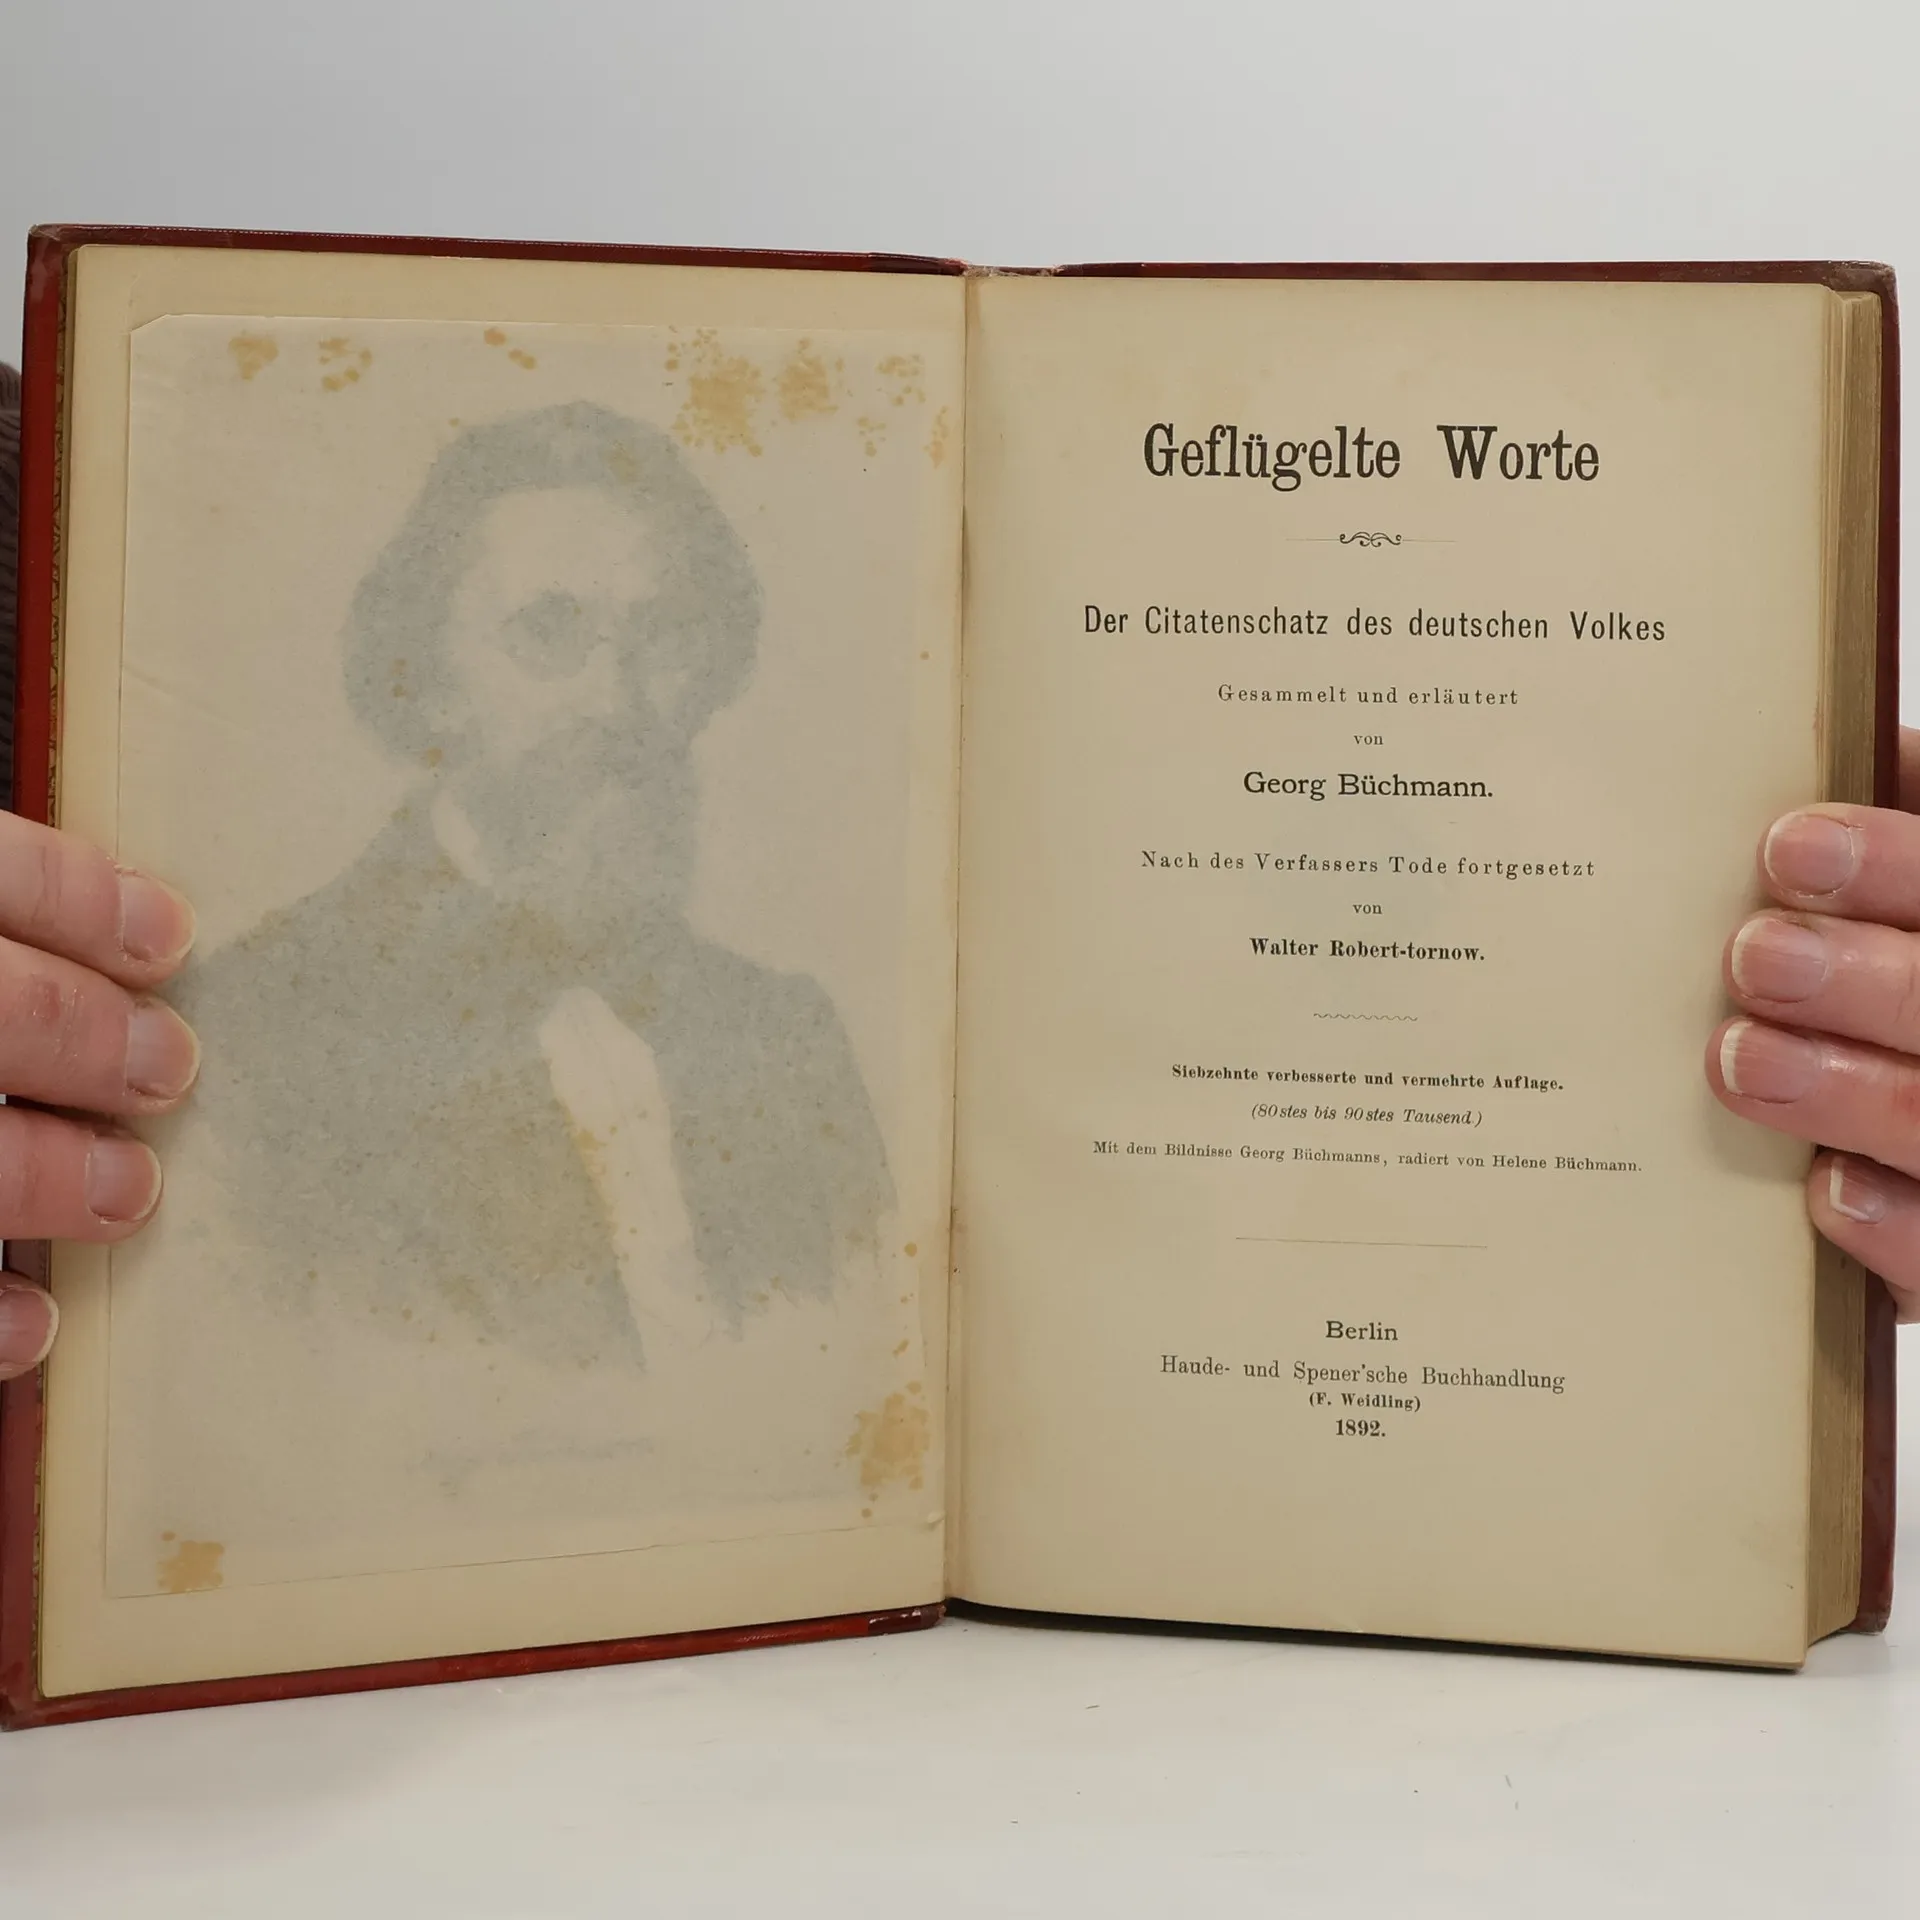 Geflügelte Worte
Der Citatenschatz des deutschen Volkes
Gesammelt und erläutert
von
Georg Büchmann.
Nach des Verfassers Tode fortgesetzt
von
Walter Robert-tornow.
Siebzehnte verbesserte und vermehrte Auflage.
(80stes bis 90stes Tausend.)
Mit dem Bildnisse Georg Büchmanns, radiert von Helene Büchmann.
Berlin
Haude- und Spener'sche Buchhandlung
(F. Weidling)
1892.